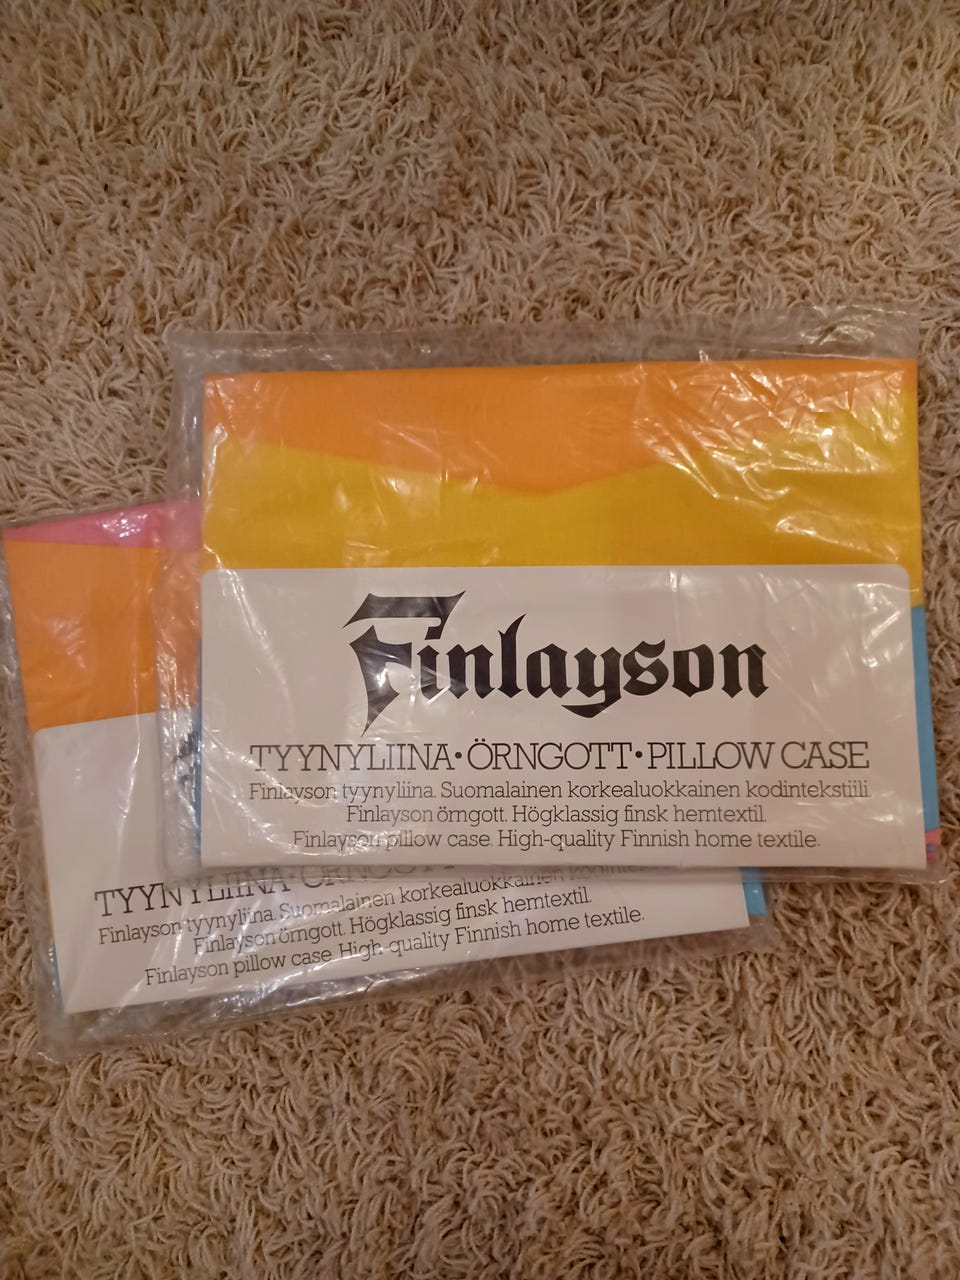 Finlayson
TYYNYLIINA•ÖRNGOTT•PILLOW CASE
Finlayson tyynyliina. Suomalainen korkealuokkainen kodintekstiili.
Finlayson örngott. Högklassig finsk hemtextil.
Finlayson pillow case. High-quality Finnish home textile.
TYYNYLIINA•ÖRNGOTT
Finlayson tyynyliina. Suomalainen korkealuokkainen
Finlayson örngott. Högklassig finsk hemtextil.
Finlayson pillow case. High-quality Finnish home textile.